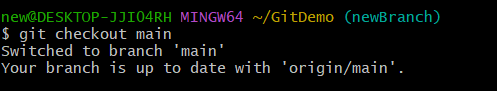 new@DESKTOP-JJIO4RH MINGW64 ~/GitDemo (newBranch)
$ git checkout main
Switched to branch 'main'
Your branch is up to date with 'origin/main'.